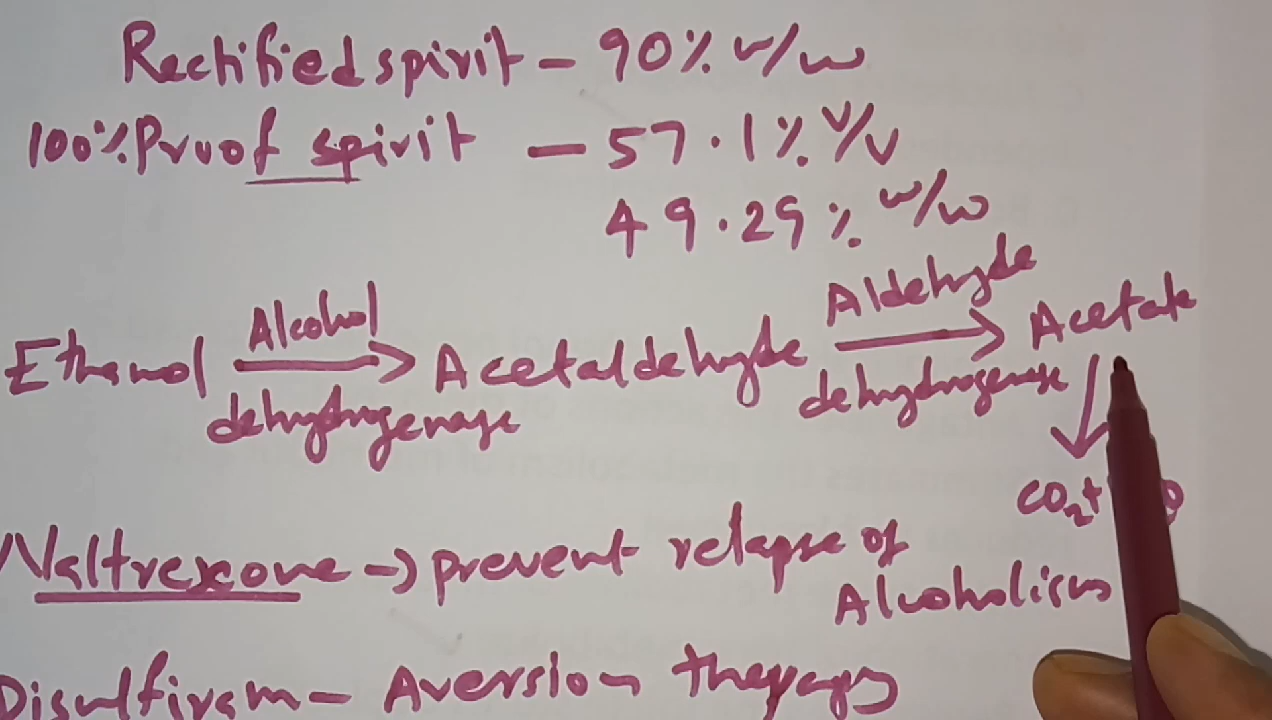 Rectified spirit - 90% v/w
100% Proof spirit - 57.1% v/v
49.29% w/w
Ethanol Alcohol dehydrogenase → Acetaldehyde Aldehyde dehydrogenase → Acetate
↓
CO2+
Naltrexone → prevent relapse of
Alcoholism
Disulfiram - Aversion therapy